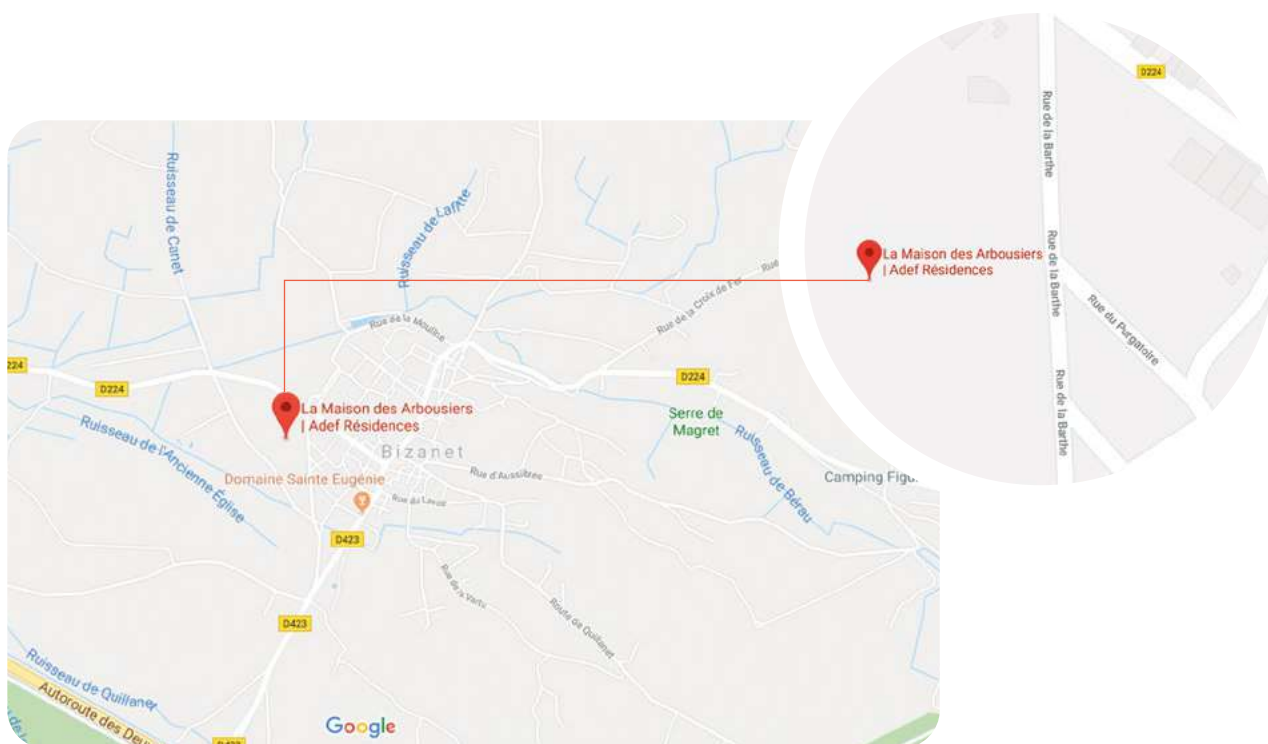 D224
Rue de la Barthe
La Maison des Arbousiers
| Adef Résidences
Rue de la Barthe
Rue du Purgatoire
Rue de la Barthe
Ruisseau de Canet
Ruisseau de Lafitte
Rue de la Croix de Fer
Rue
Rue de la Mouline
224
D224
D224
La Maison des Arbousiers
| Adef Résidences
Serre de
Magret
Ruisseau de l'Ancienne Église
Bizanet
Ruisseau de Bérau
Domaine Sainte Eugénie
Rue d'Aussières
Camping Figu
Rue du Lavoir
D423
Route de Quillanet
D423
Ruisseau de Quillanet
Autoroute des Deu
Google
D423